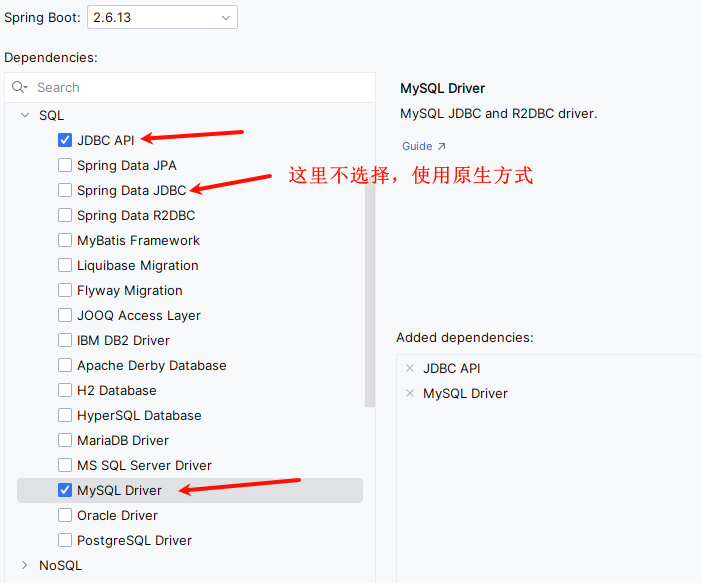 Spring Boot: 2.6.13
Dependencies:
Search
SQL
JDBC API
Spring Data JPA
Spring Data JDBC
Spring Data R2DBC
MyBatis Framework
Liquibase Migration
Flyway Migration
JOOQ Access Layer
IBM DB2 Driver
Apache Derby Database
H2 Database
HyperSQL Database
MariaDB Driver
MS SQL Server Driver
MySQL Driver
Oracle Driver
PostgreSQL Driver
NoSQL
MySQL Driver
MySQL JDBC and R2DBC driver.
Guide
这里不选择，使用原生方式
Added dependencies:
JDBC API
MySQL Driver